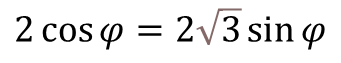 2 cos φ = 2√3 sin φ